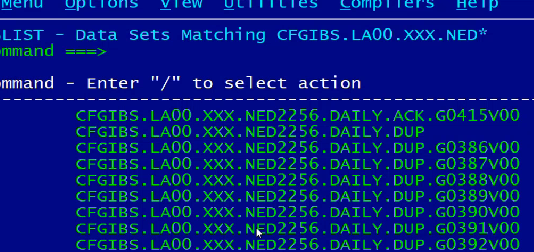 Menu Options View Utilities Compilers Help
SLIST - Data Sets Matching CFGIBS.LA00.XXX.NED*
ommand ===>
ommand - Enter "/" to select action
CFGIBS.LA00.XXX.NED2256.DAILY.ACK.G0415V00
CFGIBS.LA00.XXX.NED2256.DAILY.DUP
CFGIBS.LA00.XXX.NED2256.DAILY.DUP.G0386V00
CFGIBS.LA00.XXX.NED2256.DAILY.DUP.G0387V00
CFGIBS.LA00.XXX.NED2256.DAILY.DUP.G0388V00
CFGIBS.LA00.XXX.NED2256.DAILY.DUP.G0389V00
CFGIBS.LA00.XXX.NED2256.DAILY.DUP.G0390V00
CFGIBS.LA00.XXX.NED2256.DAILY.DUP.G0391V00
CFGIBS.LA00.XXX.NED2256.DAILY.DUP.G0392V00